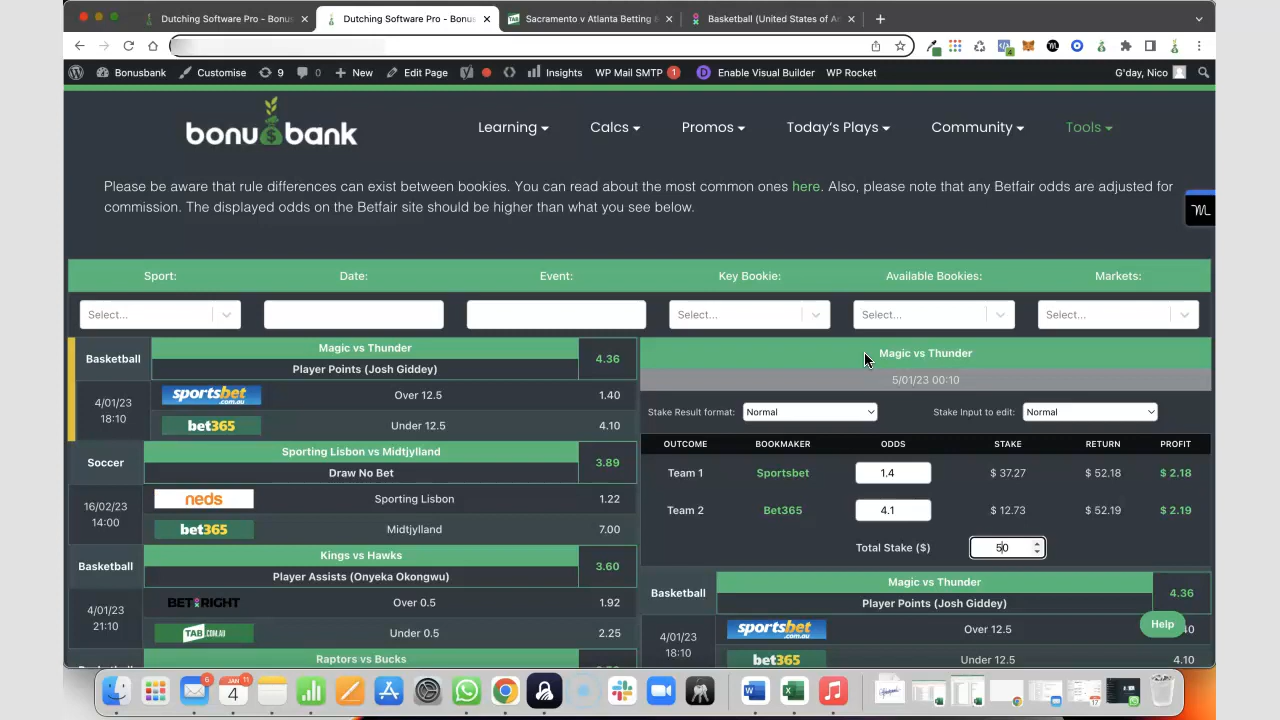 Dutching Software Pro - Bonus
Dutching Software Pro - Bonus
Sacramento v Atlanta Betting
Basketball (United States of A
Bonusbank
Customise
9
0
New
Edit Page
Insights
WP Mail SMTP 1
Enable Visual Builder
WP Rocket
G'day, Nico
bonusbank
Learning
Calcs
Promos
Today's Plays
Community
Tools
Please be aware that rule differences can exist between bookies. You can read about the most common ones here. Also, please note that any Betfair odds are adjusted for
commission. The displayed odds on the Betfair site should be higher than what you see below.
Sport: Date: Event: Key Bookie: Available Bookies: Markets:
Select... Select... Select... Select...
Basketball
Magic vs Thunder
Player Points (Josh Giddey)
4.36
4/01/23
18:10
sportsbet.com.au Over 12.5 1.40
bet365 Under 12.5 4.10
Soccer
Sporting Lisbon vs Midtjylland
Draw No Bet
3.89
16/02/23
14:00
neds Sporting Lisbon 1.22
bet365 Midtjylland 7.00
Basketball
Kings vs Hawks
Player Assists (Onyeka Okongwu)
3.60
4/01/23
21:10
BETRIGHT Over 0.5 1.92
TAB.COM.AU Under 0.5 2.25
Raptors vs Bucks
Magic vs Thunder
5/01/23 00:10
Stake Result format: Normal Stake Input to edit: Normal
OUTCOME BOOKMAKER ODDS STAKE RETURN PROFIT
Team 1 Sportsbet 1.4 $ 37.27 $ 52.18 $ 2.18
Team 2 Bet365 4.1 $ 12.73 $ 52.19 $ 2.19
Total Stake ($) 50
Basketball
Magic vs Thunder
Player Points (Josh Giddey)
4.36
4/01/23
18:10
sportsbet.com.au Over 12.5
bet365 Under 12.5 4.10
Help
6
JAN 11
4
17